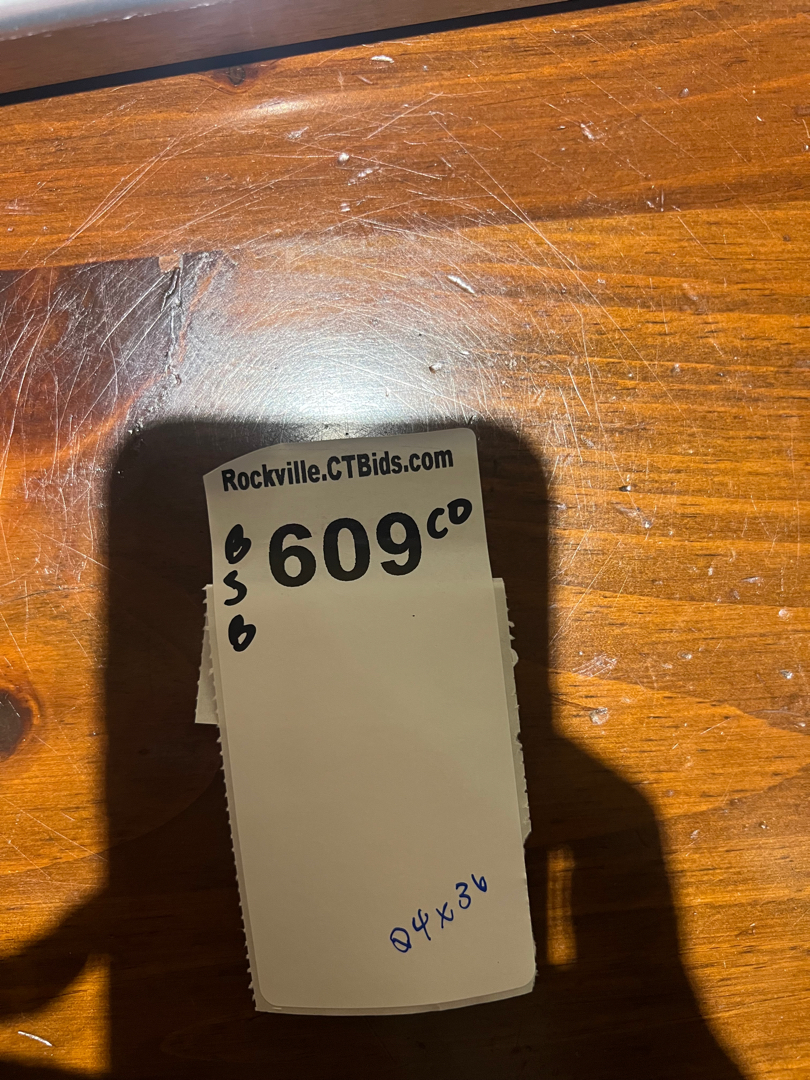 Rockville.CTBids.com
B 609 CD
S
B
24x36